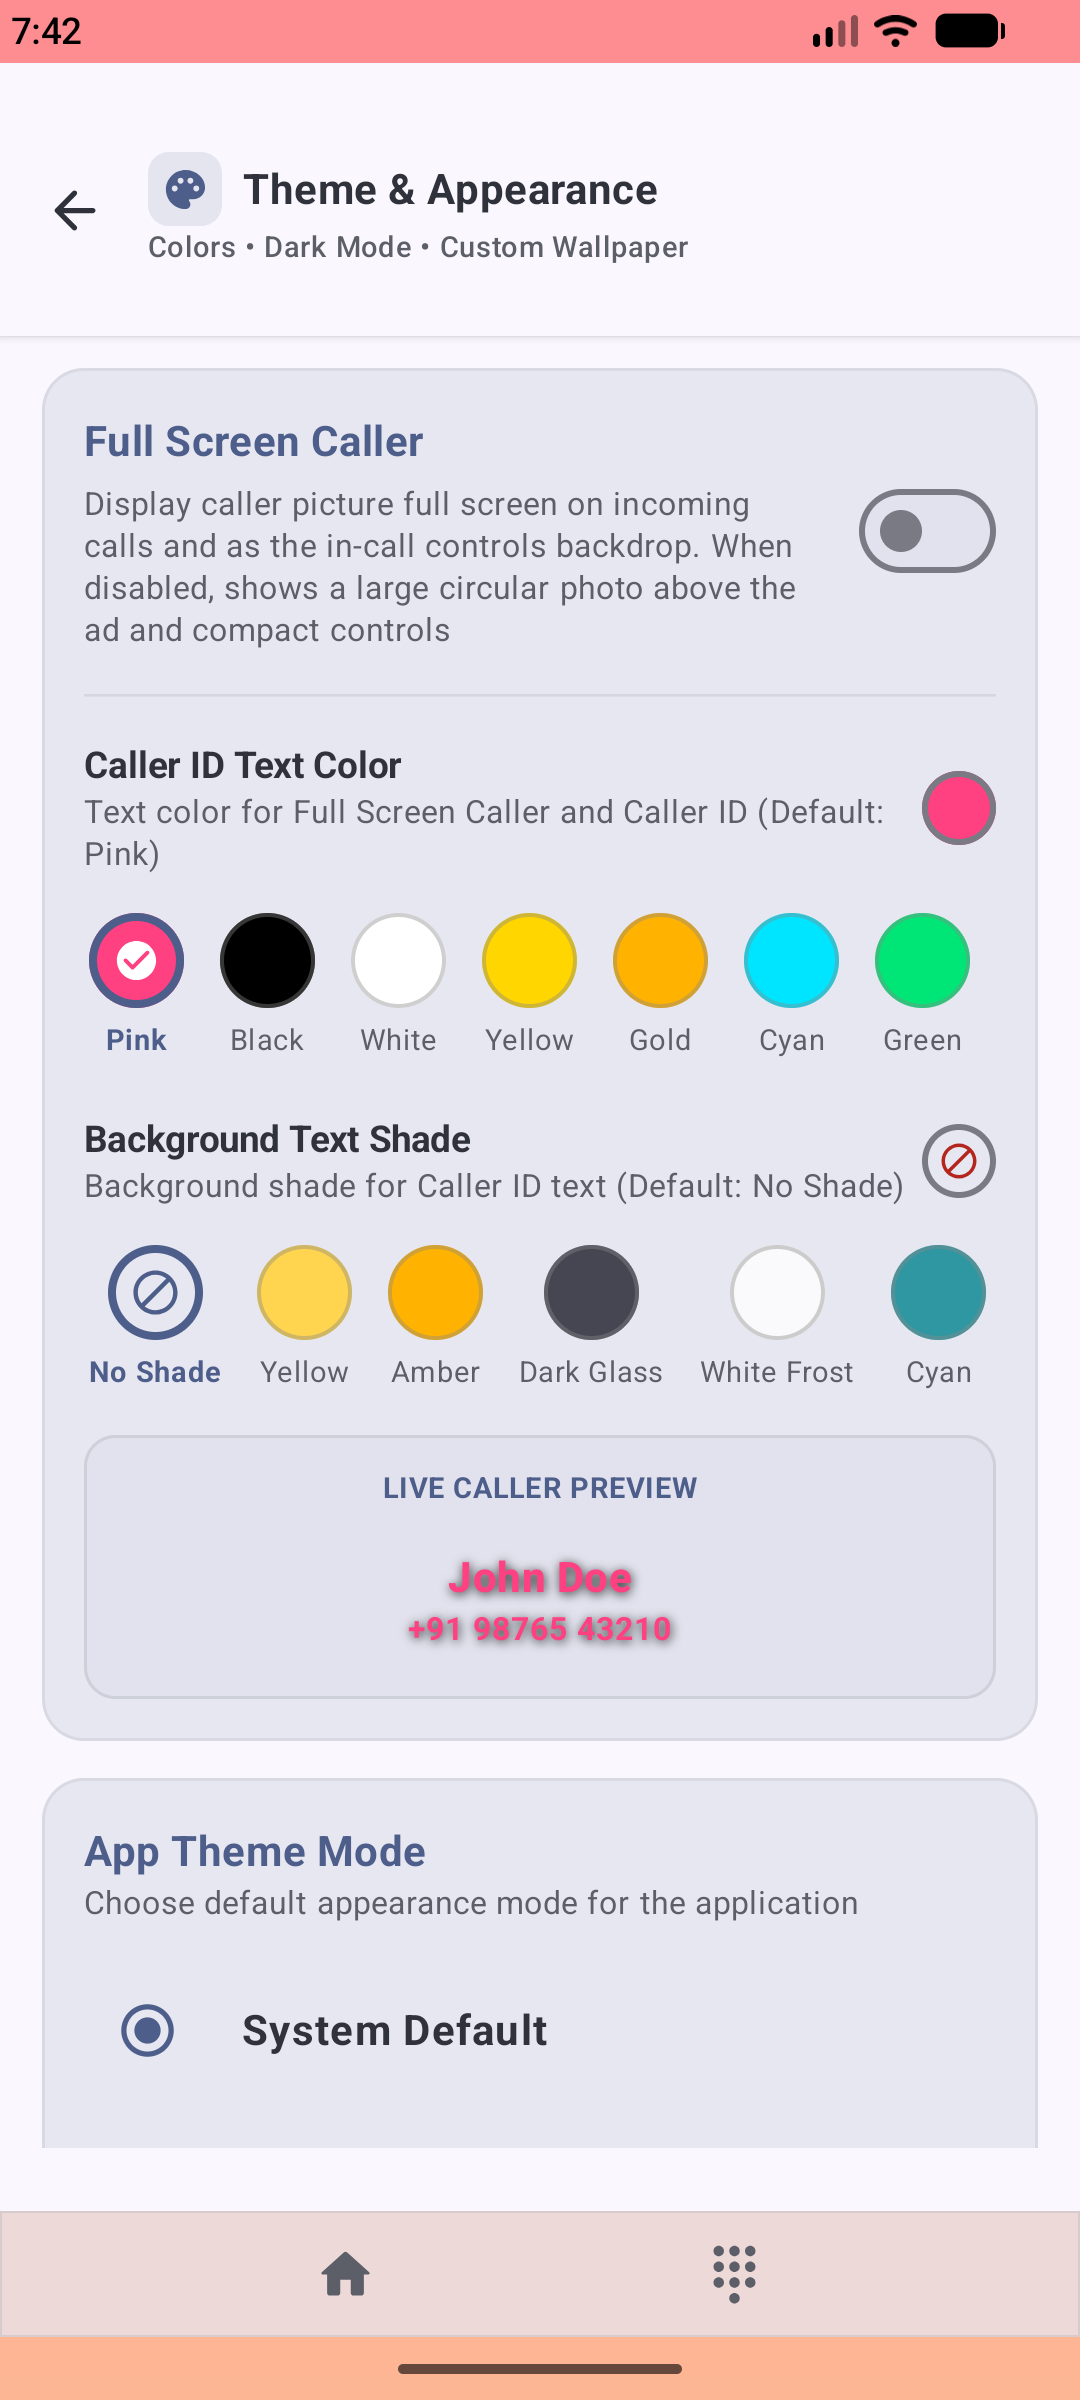 7:42
Theme & Appearance
Colors • Dark Mode • Custom Wallpaper
Full Screen Caller
Display caller picture full screen on incoming
calls and as the in-call controls backdrop. When
disabled, shows a large circular photo above the
ad and compact controls
Caller ID Text Color
Text color for Full Screen Caller and Caller ID (Default:
Pink)
Pink Black White Yellow Gold Cyan Green
Background Text Shade
Background shade for Caller ID text (Default: No Shade)
No Shade Yellow Amber Dark Glass White Frost Cyan
LIVE CALLER PREVIEW
John Doe
+91 98765 43210
App Theme Mode
Choose default appearance mode for the application
System Default